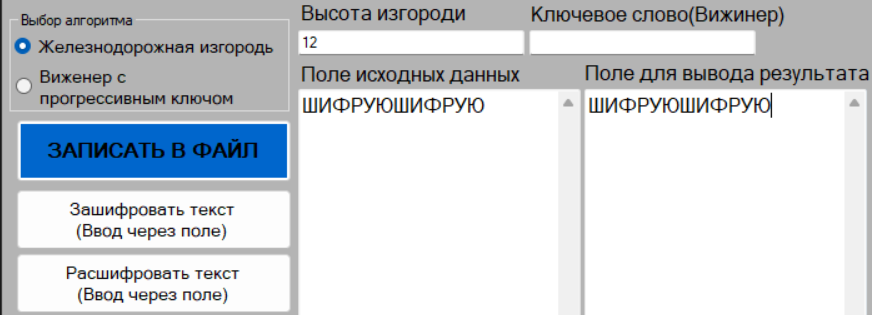 Выбор алгоритма
Железнодорожная изгородь
Виженер с
прогрессивным ключом
ЗАПИСАТЬ В ФАЙЛ
Зашифровать текст
(Ввод через поле)
Расшифровать текст
(Ввод через поле)
Высота изгороди
12
Ключевое слово(Вижинер)
Поле исходных данных
ШИФРУЮШИФРУЮ
Поле для вывода результата
ШИФРУЮШИФРУЮ